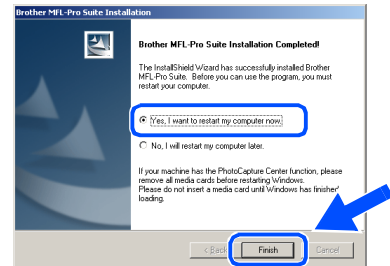 Brother MFL-Pro Suite Installation
Brother MFL-Pro Suite Installation Completed!
The InstallShield Wizard has successfully installed Brother
MFL-Pro Suite. Before you can use the program, you must
restart your computer.
Yes, I want to restart my computer now.
No, I will restart my computer later.
If your machine has the PhotoCapture Center function, please
remove all media cards before restarting Windows.
Please do not insert a media card until Windows has finished
loading.
< Back Finish Cancel